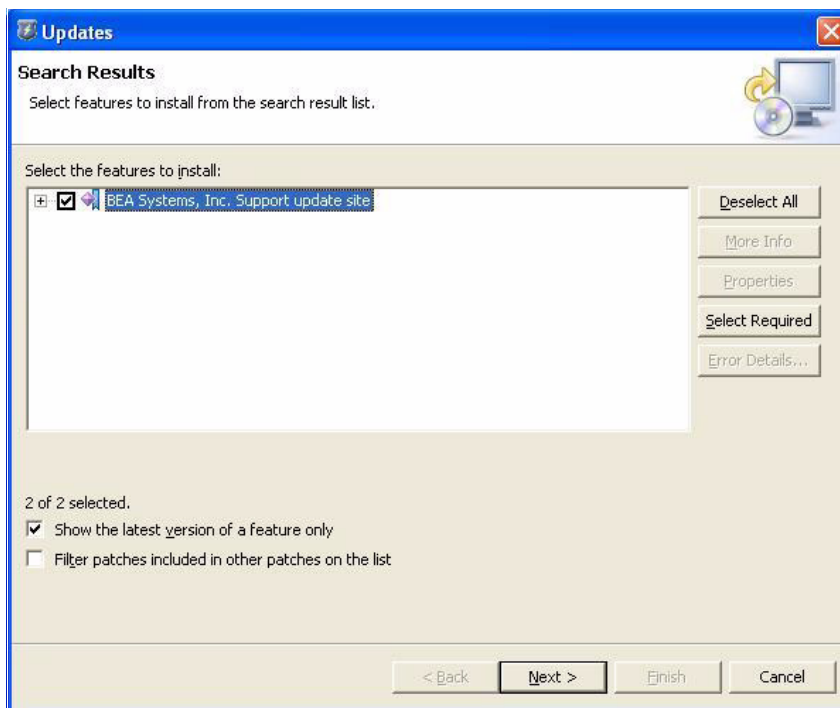 Updates
Search Results
Select features to install from the search result list.
Select the features to install:
BEA Systems, Inc. Support update site
Deselect All
More Info
Properties
Select Required
Error Details...
2 of 2 selected.
Show the latest version of a feature only
Filter patches included in other patches on the list
< Back
Next >
Finish
Cancel